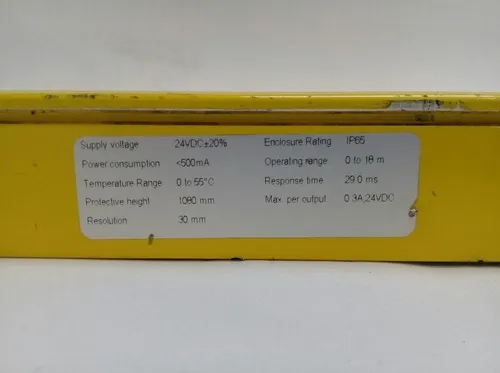 Supply voltage 24VDC±20% Enclosure Rating IP65
Power consumption <500mA Operating range 0 to 18 m
Temperature Range 0 to 55°C Response time 29.0 ms
Protective height 1080 mm Max. per output 0.3A,24VDC
Resolution 30 mm